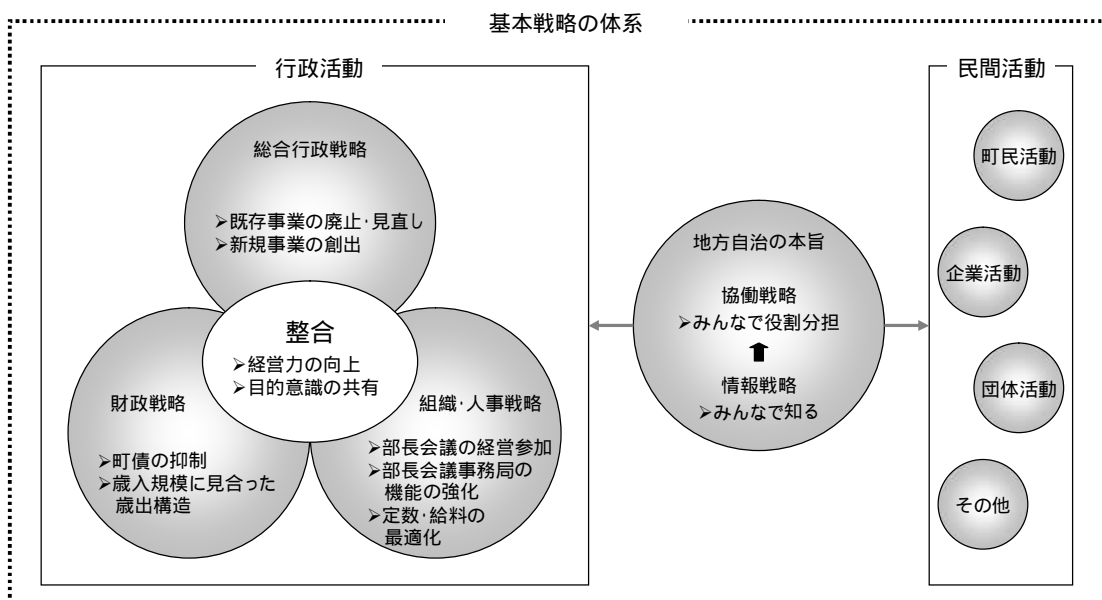 基本戦略の体系
行政活動
総合行政戦略
➢既存事業の廃止･見直し
➢新規事業の創出
整合
➢経営力の向上
➢目的意識の共有
財政戦略
➢町債の抑制
➢歳入規模に見合った
歳出構造
組織･人事戦略
➢部長会議の経営参加
➢部長会議事務局の
機能の強化
➢定数･給料の
最適化
地方自治の本旨
協働戦略
➢みんなで役割分担
情報戦略
➢みんなで知る
民間活動
町民活動
企業活動
団体活動
その他